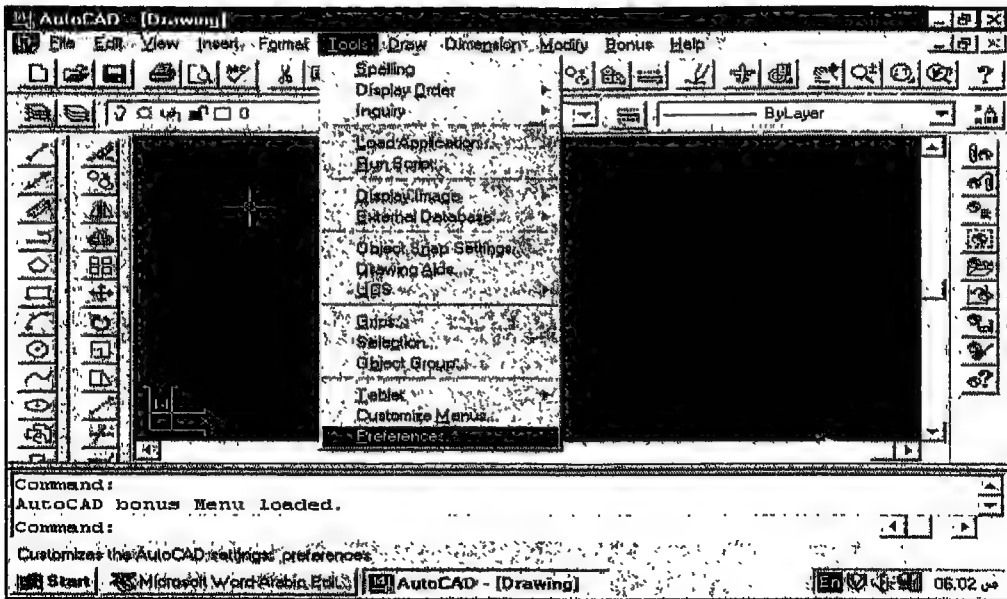 AutoCAD - [Drawing]
File Edit View Insert Format Tools Draw Dimension Modify Bonus Help
Spelling
Display Order
Inquiry
0
ByLayer
Load Application...
Run Script...
Display Image
External Database...
Object Snap Settings...
Drawing Aids...
UCS
Grips...
Selection...
Object Group...
Tablet
Customize Menus...
Preferences...
Command:
AutoCAD bonus Menu loaded.
Command:
Customizes the AutoCAD settings: preferences
Start Microsoft Word Arabic Edi... AutoCAD - [Drawing] En 06:02 ص